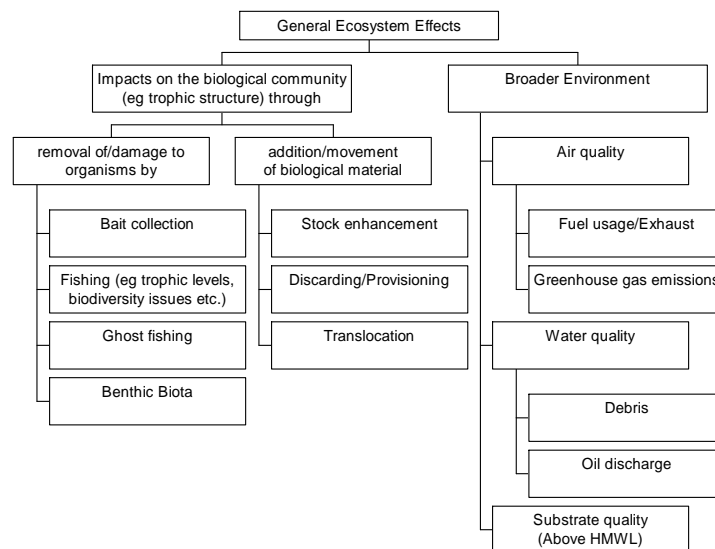 General Ecosystem Effects
Impacts on the biological community
(eg trophic structure) through
removal of/damage to
organisms by
Bait collection
Fishing (eg trophic levels,
biodiversity issues etc.)
Ghost fishing
Benthic Biota
addition/movement
of biological material
Stock enhancement
Discarding/Provisioning
Translocation
Broader Environment
Air quality
Fuel usage/Exhaust
Greenhouse gas emissions
Water quality
Debris
Oil discharge
Substrate quality
(Above HMWL)